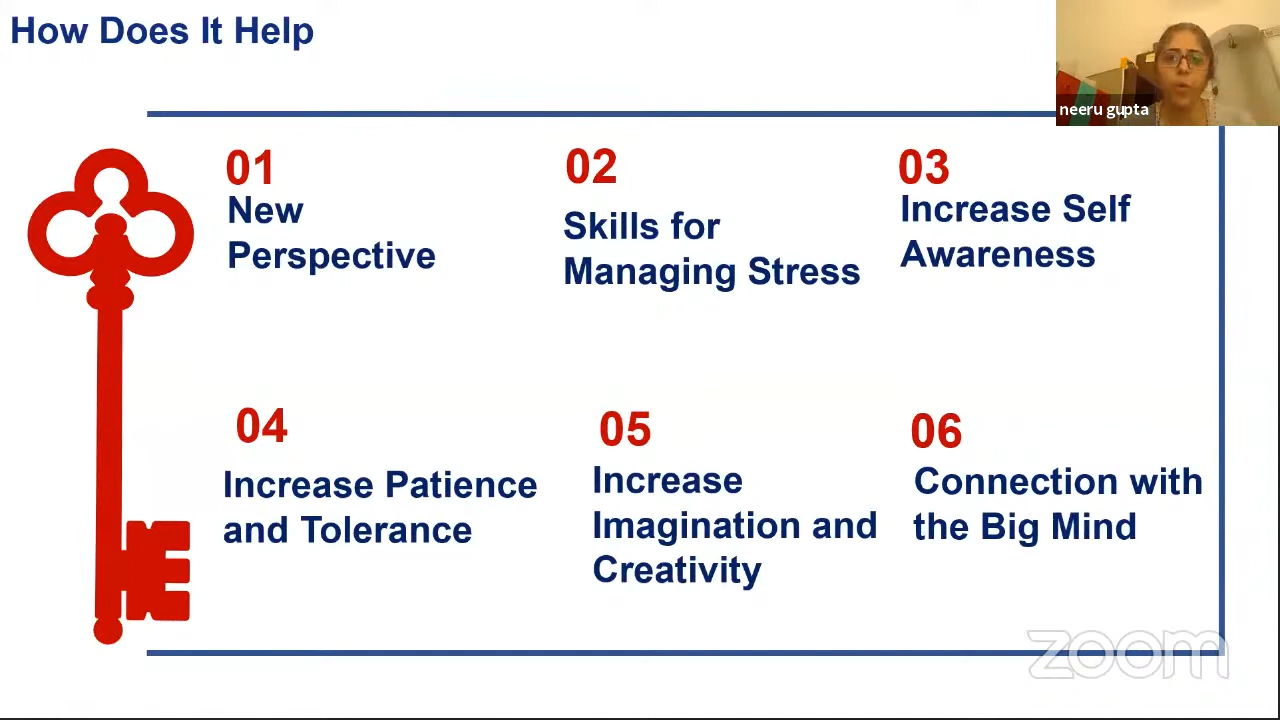 How Does It Help
neeru gupta
01
New
Perspective
02
Skills for
Managing Stress
03
Increase Self
Awareness
04
Increase Patience
and Tolerance
05
Increase
Imagination and
Creativity
06
Connection with
the Big Mind
zoom